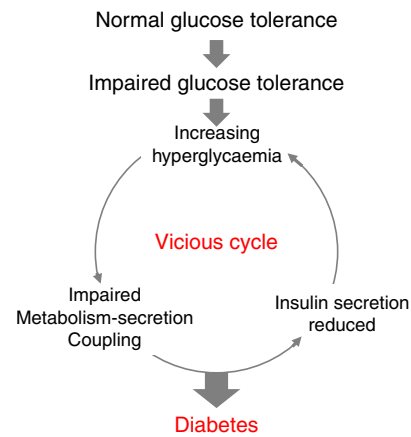 Normal glucose tolerance
Impaired glucose tolerance
Increasing
hyperglycaemia
Vicious cycle
Impaired
Metabolism-secretion
Coupling
Insulin secretion
reduced
Diabetes